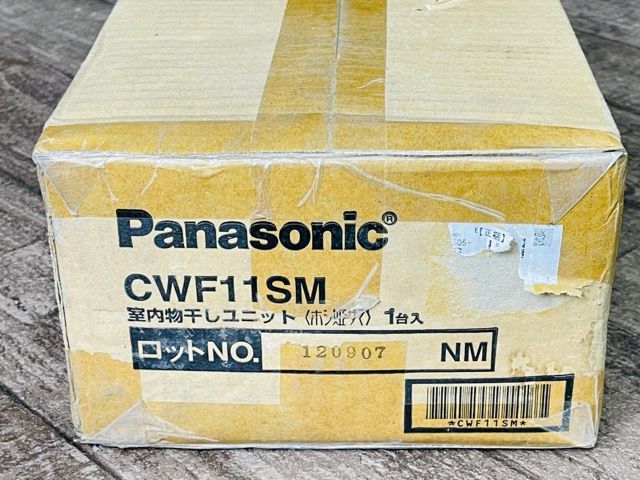 Panasonic®
CWF11SM
室内物干しユニット〈ホシ姫サマ〉 1台入
ロットNO. 120907 NM
*CWF11SM*